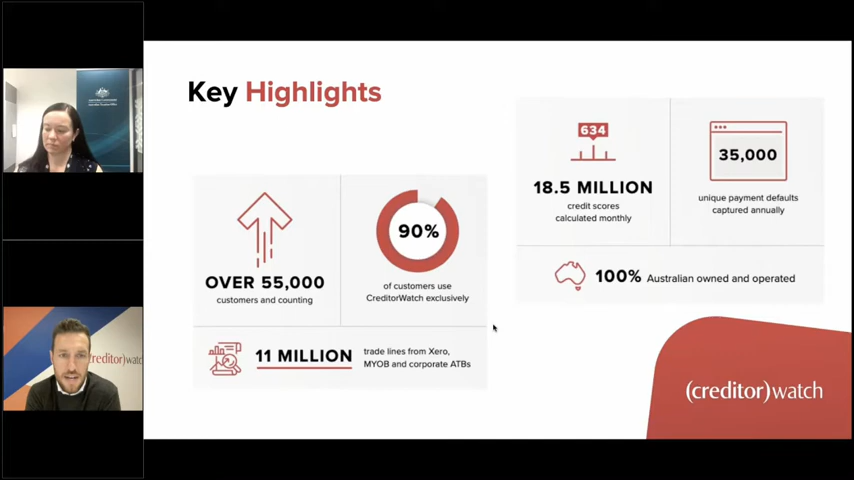 Key Highlights
OVER 55,000
customers and counting
90%
of customers use
CreditorWatch exclusively
11 MILLION
trade lines from Xero,
MYOB and corporate ATBs
634
18.5 MILLION
credit scores
calculated monthly
35,000
unique payment defaults
captured annually
100% Australian owned and operated
(creditor)watch
(creditor)watc